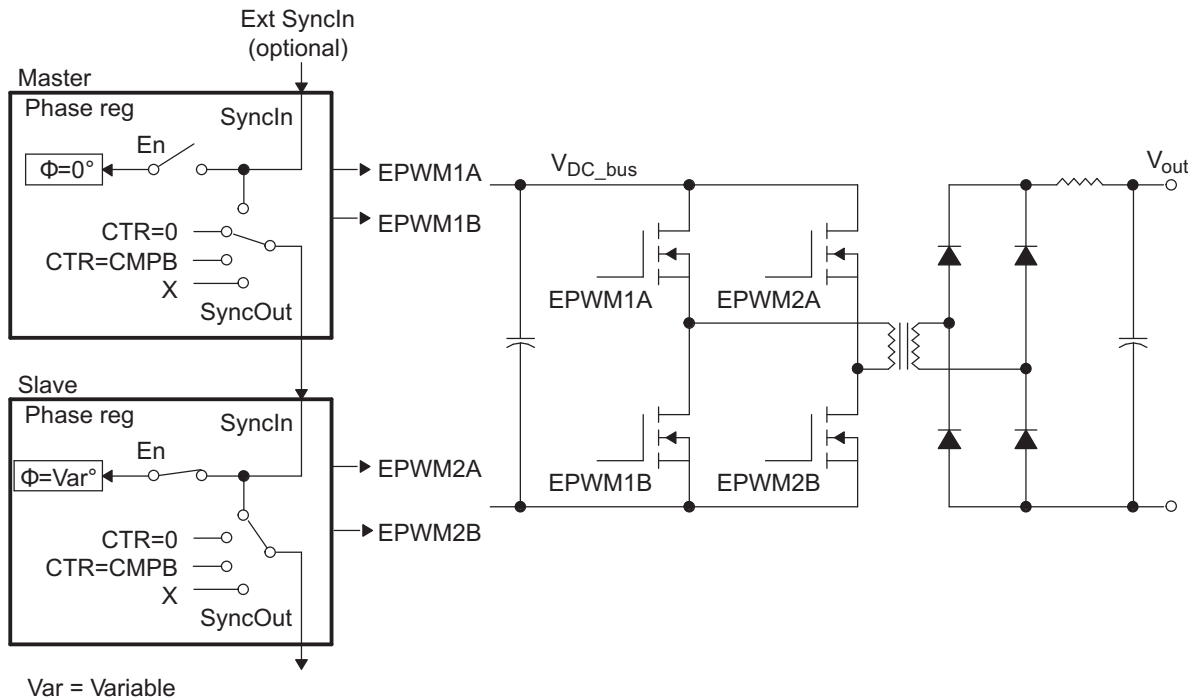 Ext SyncIn
(optional)
Master
Phase reg
SyncIn
En
Φ=0°
EPWM1A
EPWM1B
CTR=0
CTR=CMPB
X
SyncOut
Slave
Phase reg
SyncIn
En
Φ=Var°
EPWM2A
EPWM2B
CTR=0
CTR=CMPB
X
SyncOut
Var = Variable
VDC_bus
Vout
EPWM1A
EPWM2A
EPWM1B
EPWM2B